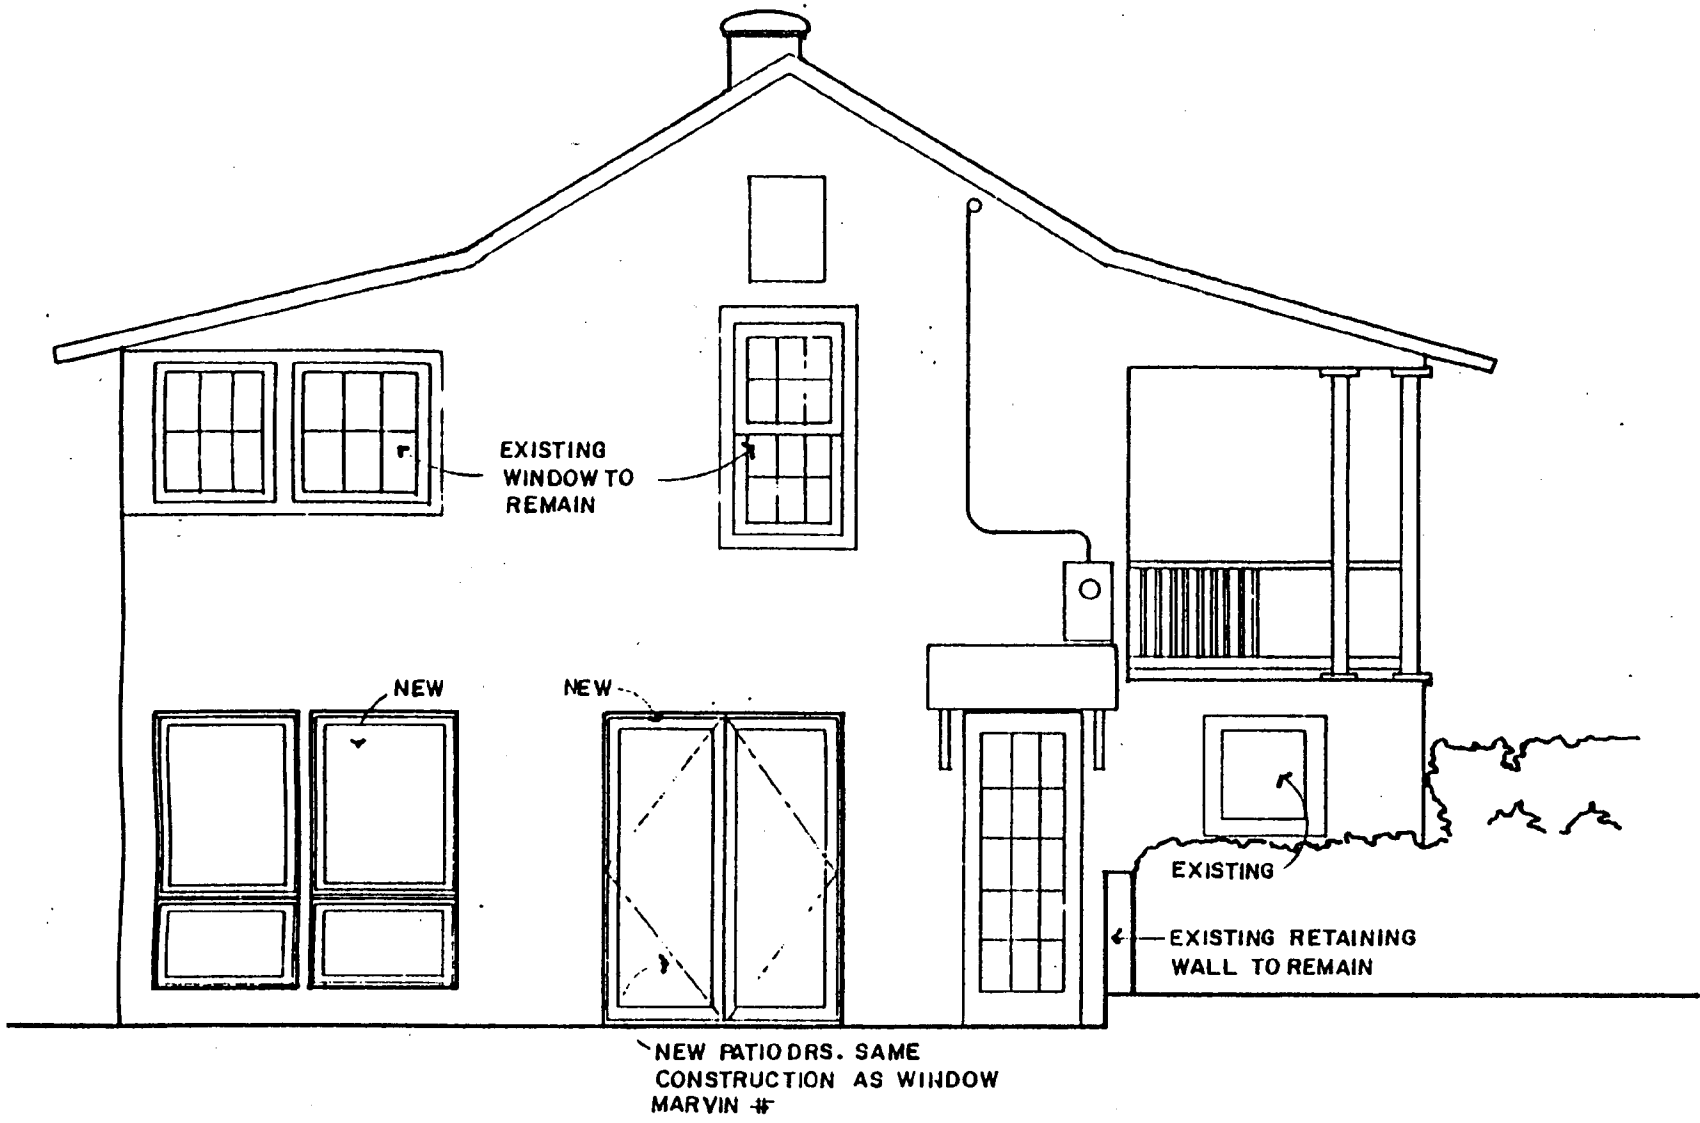 EXISTING
WINDOW TO
REMAIN
NEW
NEW
EXISTING
EXISTING RETAINING
WALL TO REMAIN
NEW PATIO DRS. SAME
CONSTRUCTION AS WINDOW
MARVIN #